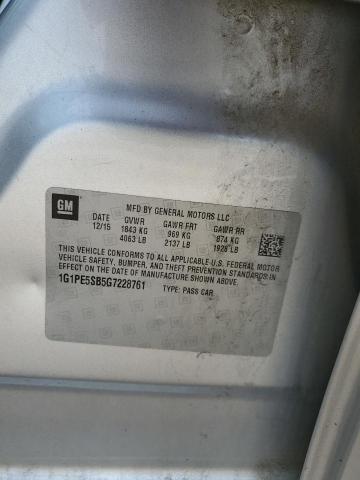 GM
MFD BY GENERAL MOTORS LLC
DATE GVWR GAWR FRT GAWR RR
12/15 1843 KG 969 KG 874 KG
4063 LB 2137 LB 1928 LB
THIS VEHICLE CONFORMS TO ALL APPLICABLE U.S. FEDERAL MOTOR
VEHICLE SAFETY, BUMPER, AND THEFT PREVENTION STANDARDS IN
EFFECT ON THE DATE OF MANUFACTURE SHOWN ABOVE.
1G1PE5SB5G7228761 TYPE: PASS CAR